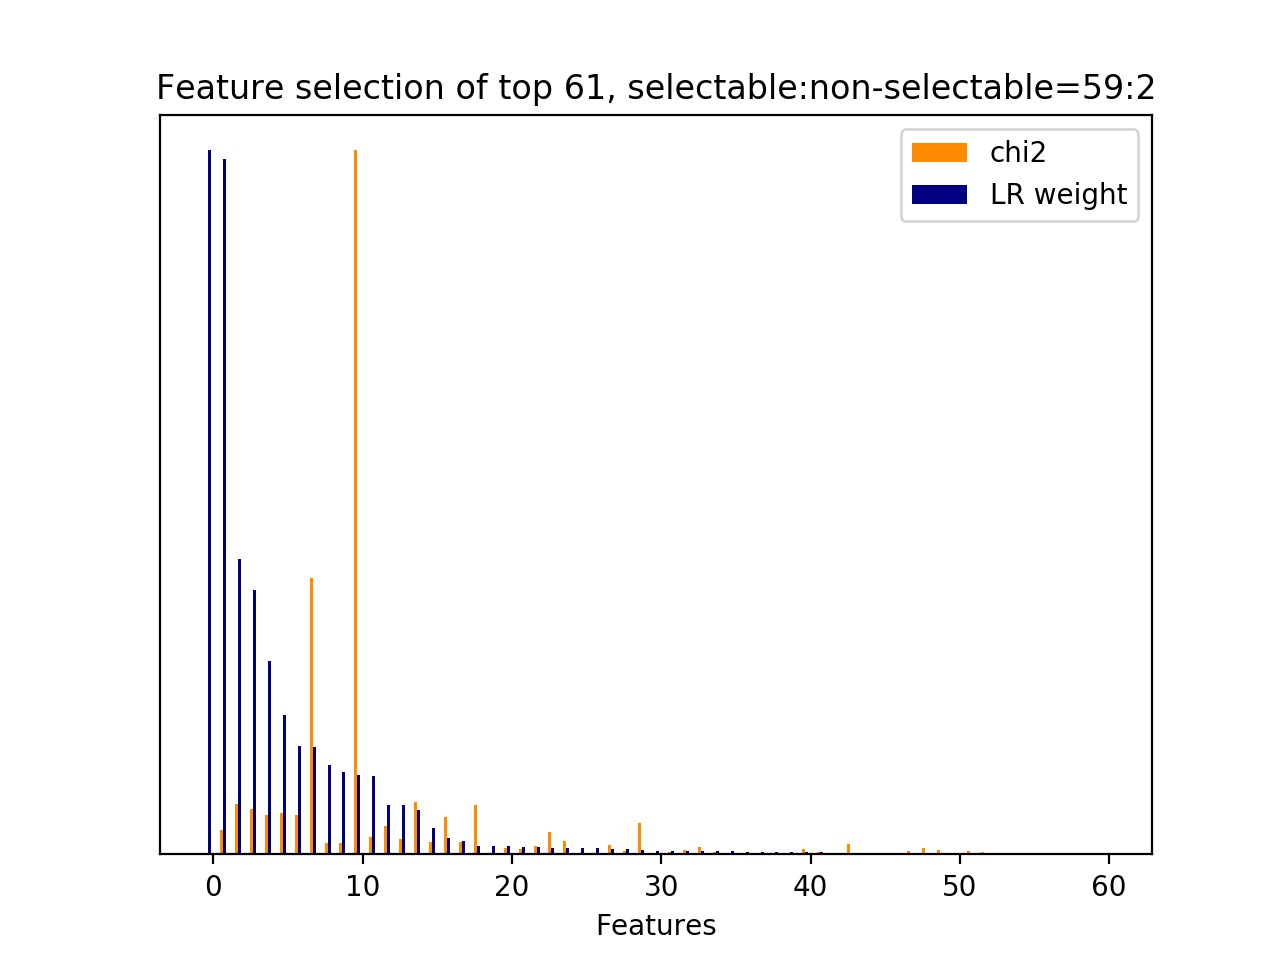 Feature selection of top 61, selectable:non-selectable=59:2
chi2
LR weight
0 10 20 30 40 50 60
Features